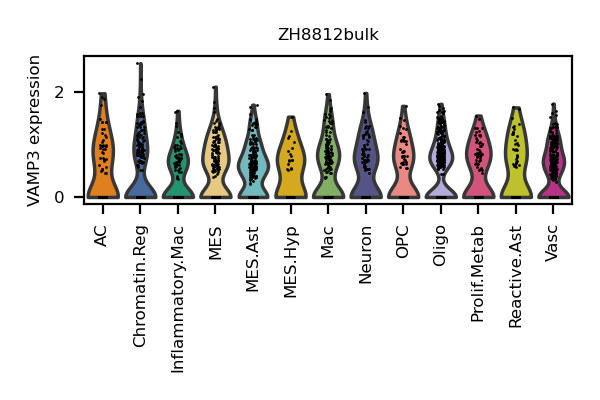 ZH8812bulk
VAMP3 expression
2
0
AC
Chromatin.Reg
Inflammatory.Mac
MES
MES.Ast
MES.Hyp
Mac
Neuron
OPC
Oligo
Prolif.Metab
Reactive.Ast
Vasc